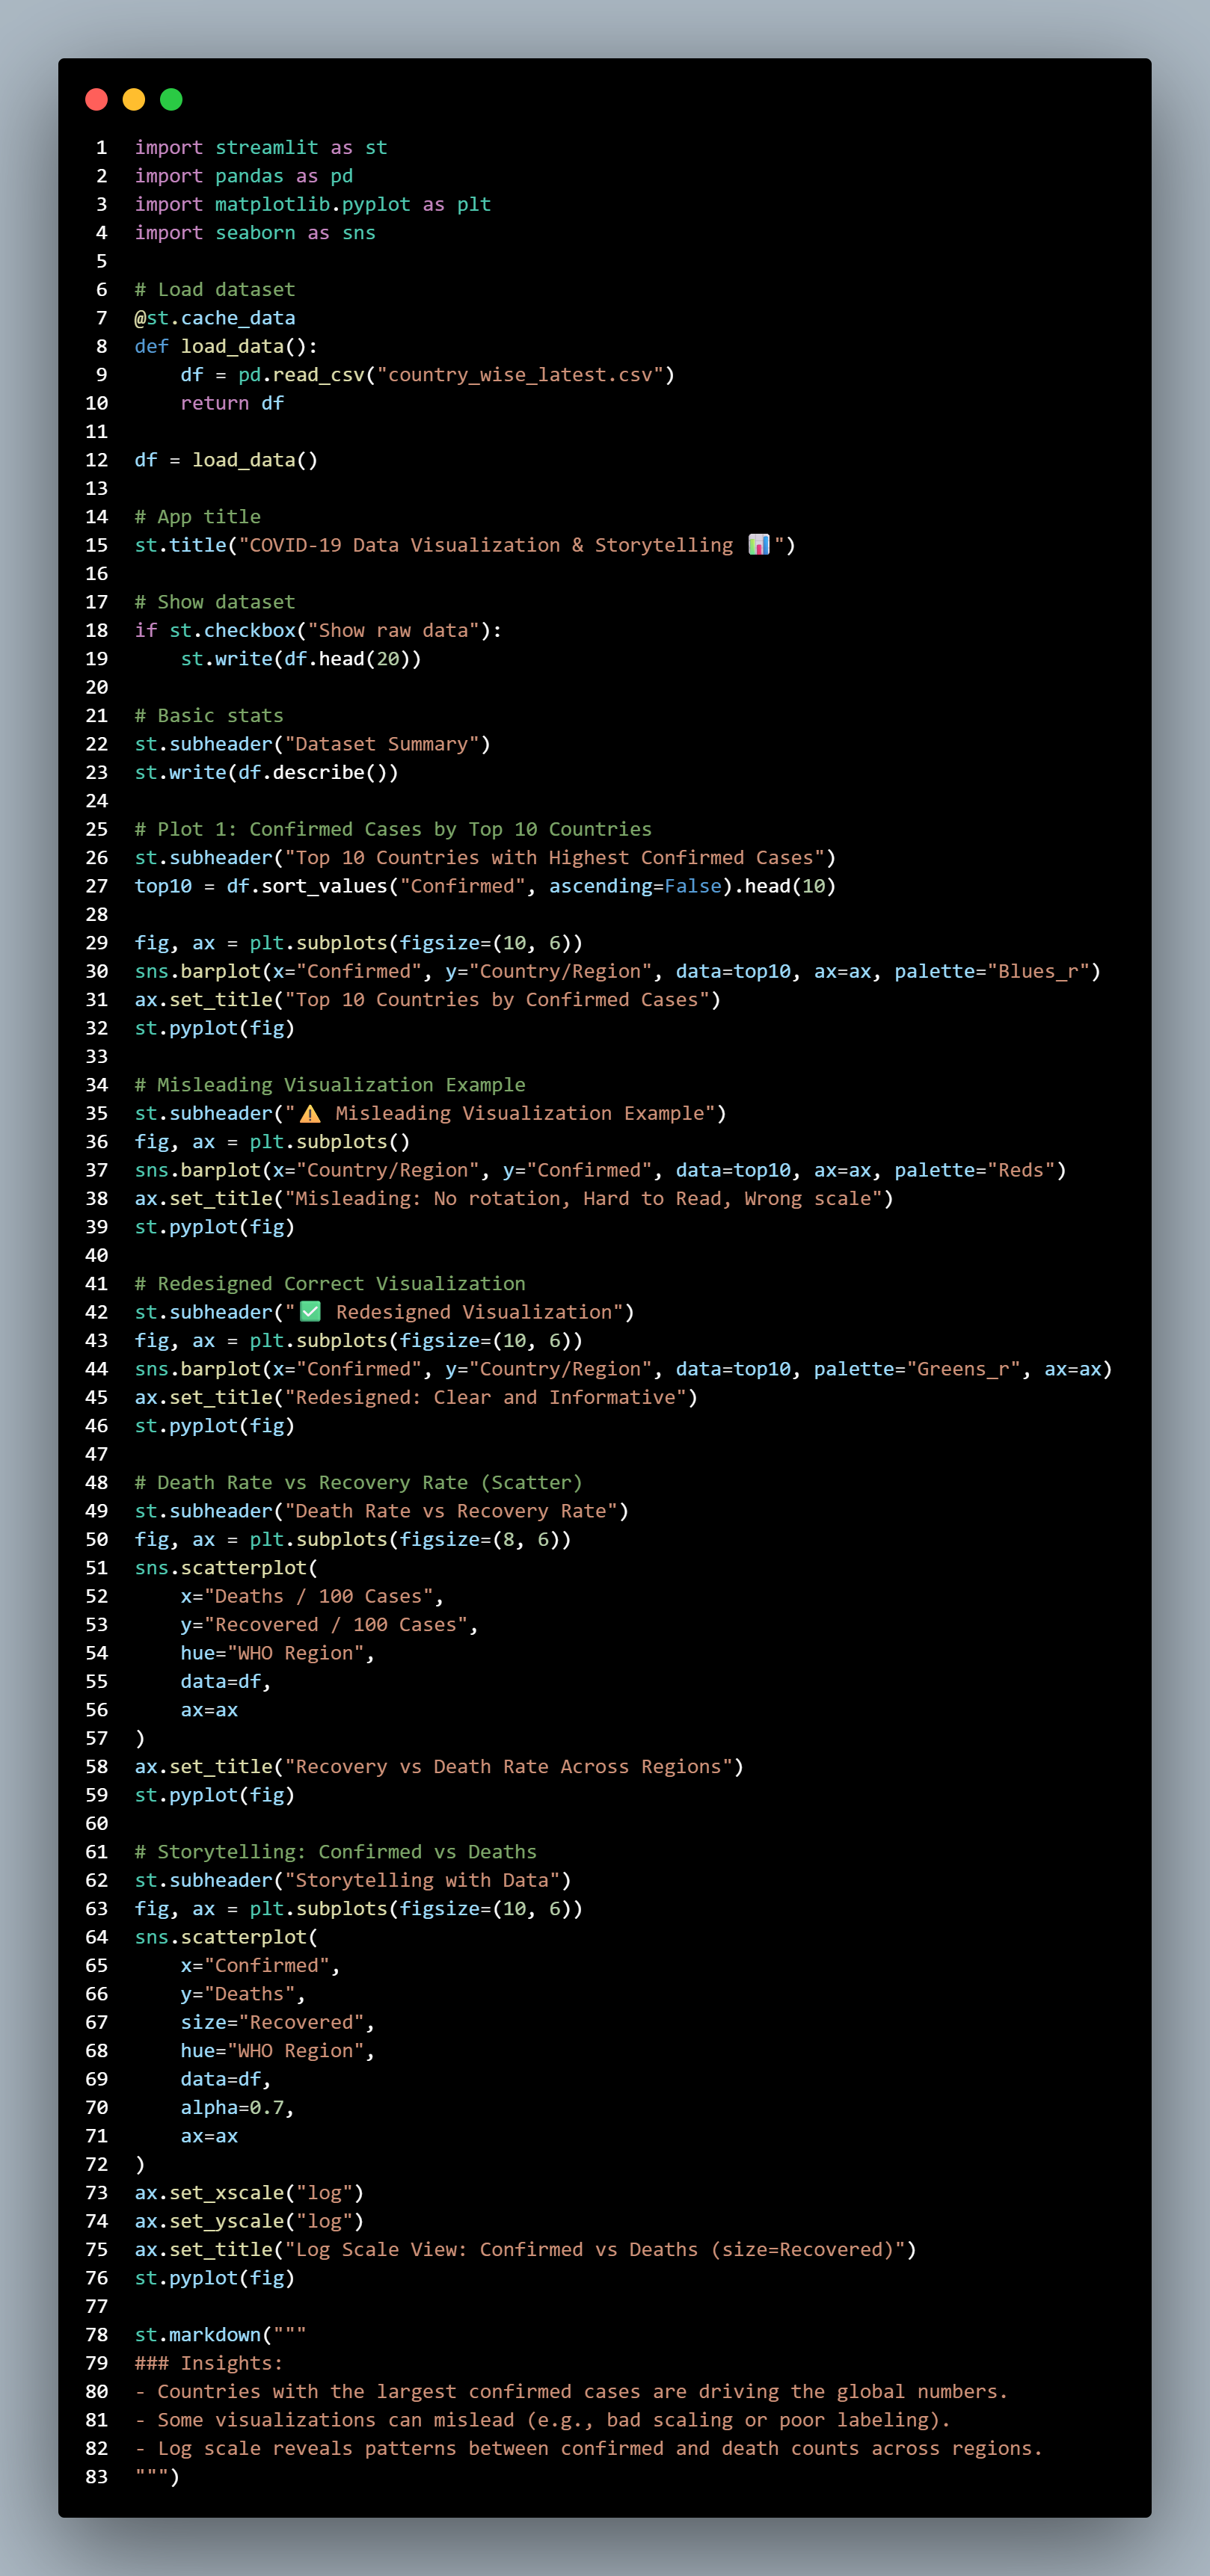 1 import streamlit as st
2 import pandas as pd
3 import matplotlib.pyplot as plt
4 import seaborn as sns
5
6 # Load dataset
7 @st.cache_data
8 def load_data():
9     df = pd.read_csv("country_wise_latest.csv")
10     return df
11
12 df = load_data()
13
14 # App title
15 st.title("COVID-19 Data Visualization & Storytelling 📊")
16
17 # Show dataset
18 if st.checkbox("Show raw data"):
19     st.write(df.head(20))
20
21 # Basic stats
22 st.subheader("Dataset Summary")
23 st.write(df.describe())
24
25 # Plot 1: Confirmed Cases by Top 10 Countries
26 st.subheader("Top 10 Countries with Highest Confirmed Cases")
27 top10 = df.sort_values("Confirmed", ascending=False).head(10)
28
29 fig, ax = plt.subplots(figsize=(10, 6))
30 sns.barplot(x="Confirmed", y="Country/Region", data=top10, ax=ax, palette="Blues_r")
31 ax.set_title("Top 10 Countries by Confirmed Cases")
32 st.pyplot(fig)
33
34 # Misleading Visualization Example
35 st.subheader("⚠️ Misleading Visualization Example")
36 fig, ax = plt.subplots()
37 sns.barplot(x="Country/Region", y="Confirmed", data=top10, ax=ax, palette="Reds")
38 ax.set_title("Misleading: No rotation, Hard to Read, Wrong scale")
39 st.pyplot(fig)
40
41 # Redesigned Correct Visualization
42 st.subheader("✅ Redesigned Visualization")
43 fig, ax = plt.subplots(figsize=(10, 6))
44 sns.barplot(x="Confirmed", y="Country/Region", data=top10, palette="Greens_r", ax=ax)
45 ax.set_title("Redesigned: Clear and Informative")
46 st.pyplot(fig)
47
48 # Death Rate vs Recovery Rate (Scatter)
49 st.subheader("Death Rate vs Recovery Rate")
50 fig, ax = plt.subplots(figsize=(8, 6))
51 sns.scatterplot(
52     x="Deaths / 100 Cases",
53     y="Recovered / 100 Cases",
54     hue="WHO Region",
55     data=df,
56     ax=ax
57 )
58 ax.set_title("Recovery vs Death Rate Across Regions")
59 st.pyplot(fig)
60
61 # Storytelling: Confirmed vs Deaths
62 st.subheader("Storytelling with Data")
63 fig, ax = plt.subplots(figsize=(10, 6))
64 sns.scatterplot(
65     x="Confirmed",
66     y="Deaths",
67     size="Recovered",
68     hue="WHO Region",
69     data=df,
70     alpha=0.7,
71     ax=ax
72 )
73 ax.set_xscale("log")
74 ax.set_yscale("log")
75 ax.set_title("Log Scale View: Confirmed vs Deaths (size=Recovered)")
76 st.pyplot(fig)
77
78 st.markdown("""
79 ### Insights:
80 - Countries with the largest confirmed cases are driving the global numbers.
81 - Some visualizations can mislead (e.g., bad scaling or poor labeling).
82 - Log scale reveals patterns between confirmed and death counts across regions.
83 """)